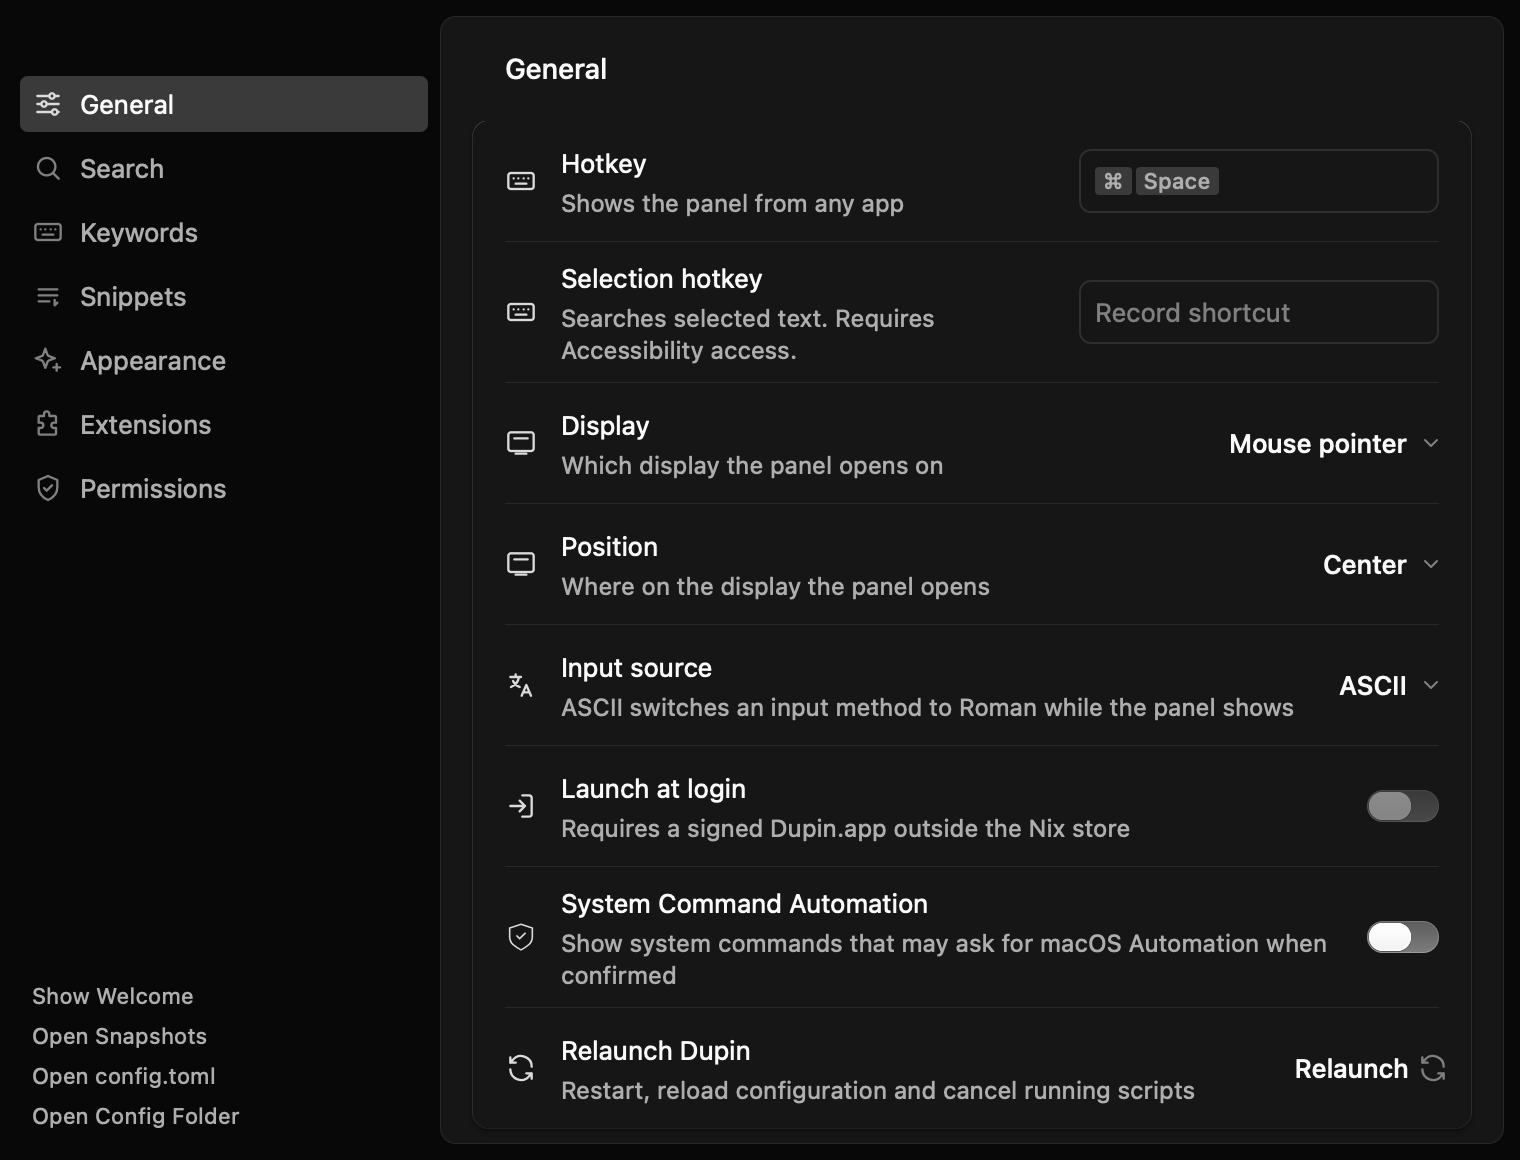 General
Search
Keywords
Snippets
Appearance
Extensions
Permissions
Show Welcome
Open Snapshots
Open config.toml
Open Config Folder
General
Hotkey
Shows the panel from any app
⌘ Space
Selection hotkey
Searches selected text. Requires
Accessibility access.
Record shortcut
Display
Which display the panel opens on
Mouse pointer
Position
Where on the display the panel opens
Center
Input source
ASCII switches an input method to Roman while the panel shows
ASCII
Launch at login
Requires a signed Dupin.app outside the Nix store
System Command Automation
Show system commands that may ask for macOS Automation when
confirmed
Relaunch Dupin
Restart, reload configuration and cancel running scripts
Relaunch